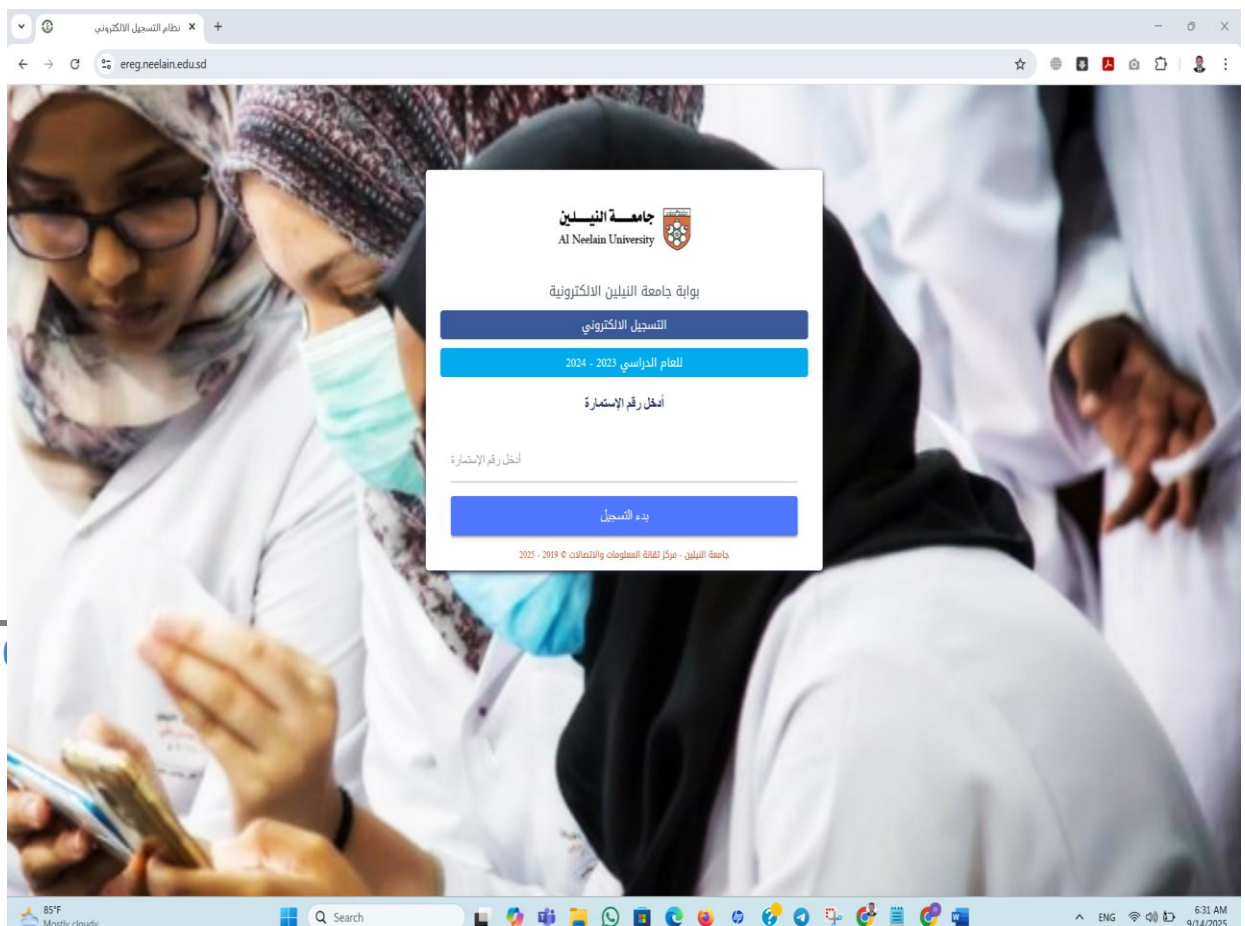 نظام التسجيل الالكتروني
ereg.neelain.edu.sd
جامعـــة النيـــلين
Al Neelain University
بوابة جامعة النيلين الالكترونية
التسجيل الالكتروني
للعام الدراسي 2023 - 2024
أدخل رقم الإستمارة
أدخل رقم الإستمارة
بدء التسجيل
جامعة النيلين - مركز تقانة المعلومات والاتصالات © 2019 - 2025
85°F
Mostly cloudy
Search
ENG
6:31 AM
9/14/2025